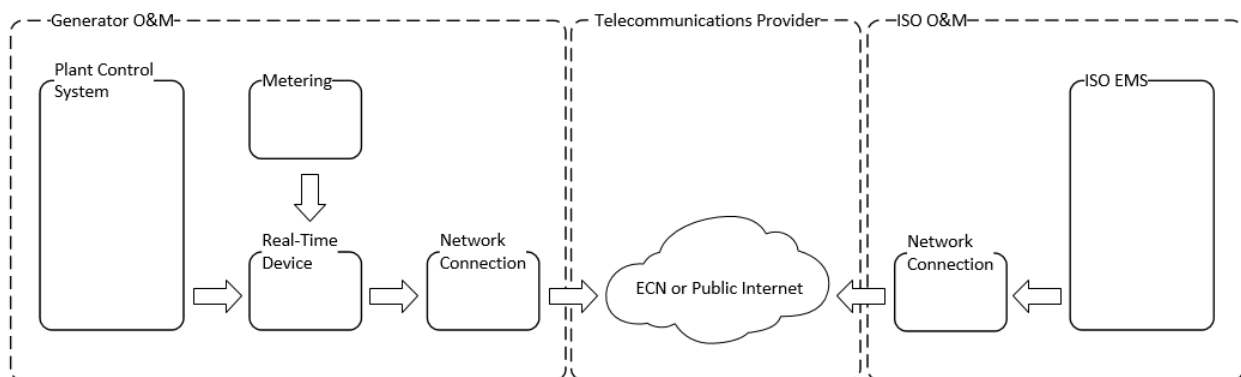 Generator O&M
Telecommunications Provider
ISO O&M
Plant Control
System
Metering
ISO EMS
Real-Time
Device
Network
Connection
ECN or Public Internet
Network
Connection